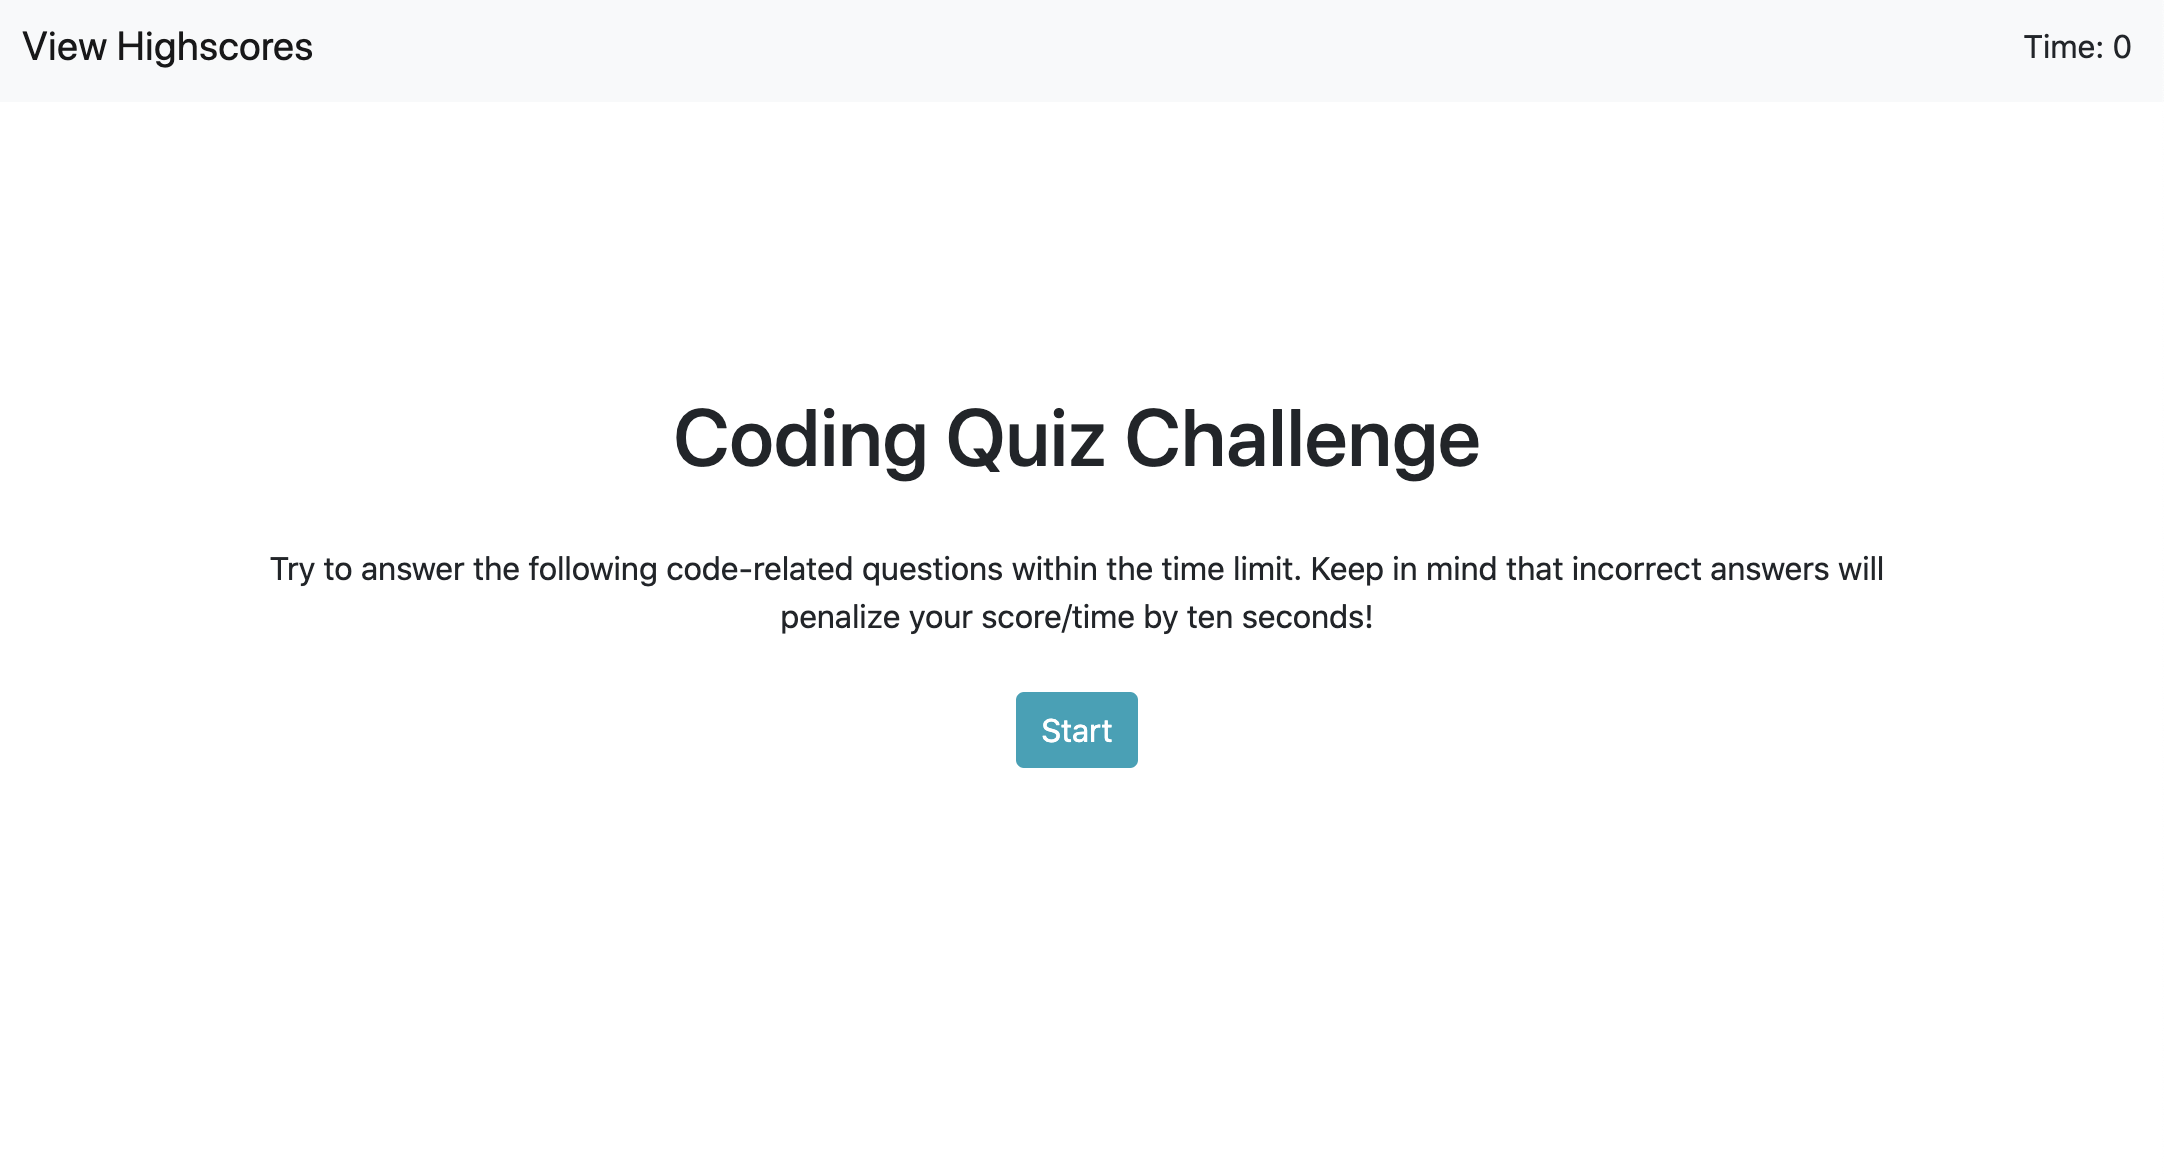 View Highscores
Time: 0
Coding Quiz Challenge
Try to answer the following code-related questions within the time limit. Keep in mind that incorrect answers will
penalize your score/time by ten seconds!
Start